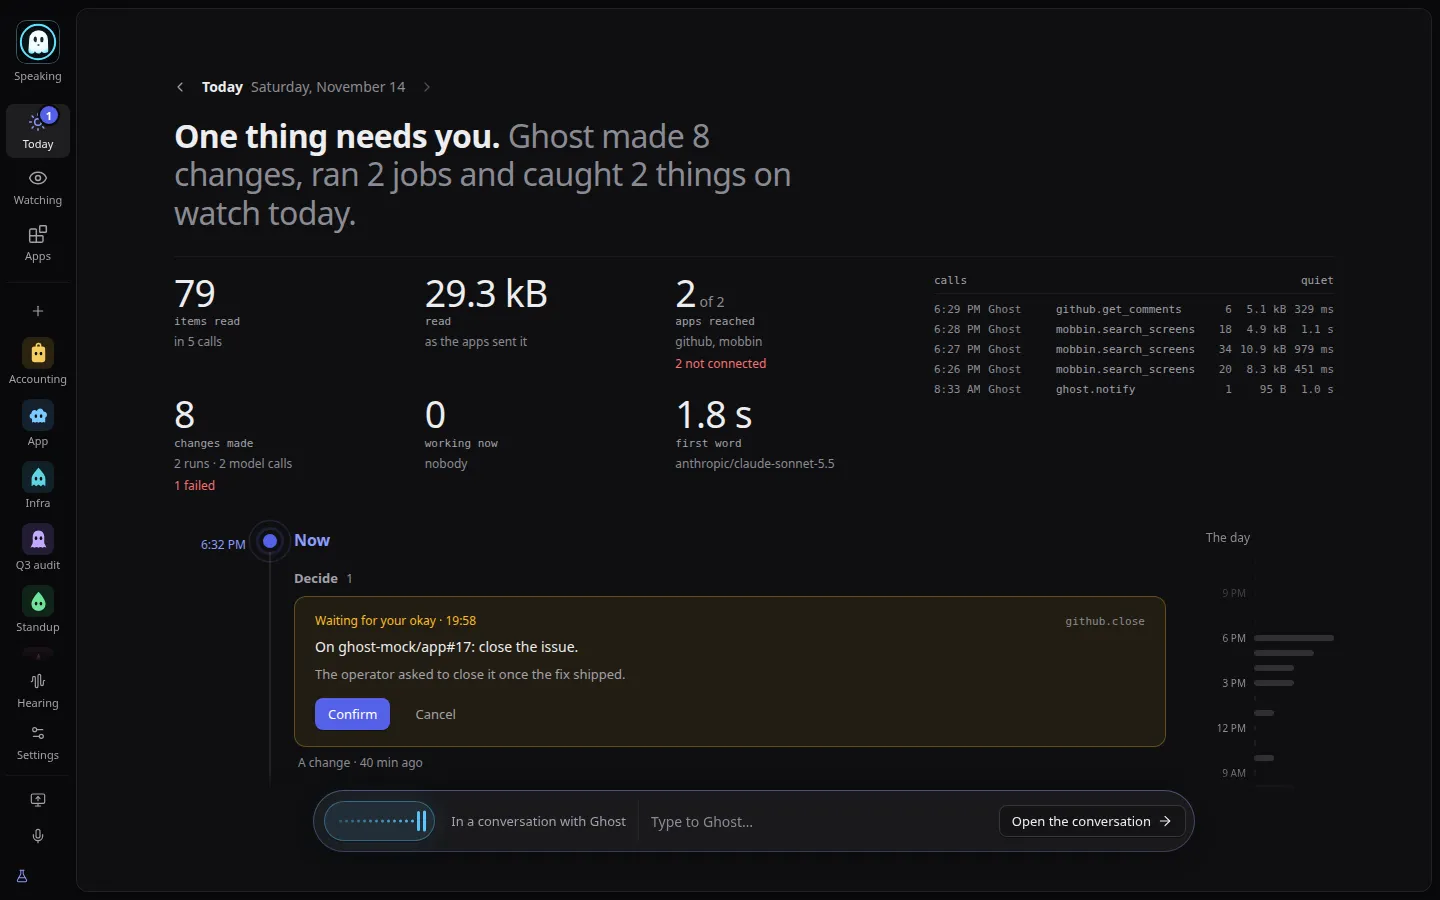 Speaking
1
Today
Watching
Apps
Accounting
App
Infra
Q3 audit
Standup
Hearing
Settings
Today Saturday, November 14
One thing needs you. Ghost made 8
changes, ran 2 jobs and caught 2 things on
watch today.
79
items read
in 5 calls
29.3 kB
read
as the apps sent it
2 of 2
apps reached
github, mobbin
2 not connected
8
changes made
2 runs · 2 model calls
1 failed
0
working now
nobody
1.8 s
first word
anthropic/claude-sonnet-5.5
calls quiet
6:29 PM Ghost github.get_comments 6 5.1 kB 329 ms
6:28 PM Ghost mobbin.search_screens 18 4.9 kB 1.1 s
6:27 PM Ghost mobbin.search_screens 34 10.9 kB 979 ms
6:26 PM Ghost mobbin.search_screens 20 8.3 kB 451 ms
8:33 AM Ghost ghost.notify 1 95 B 1.0 s
6:32 PM Now
Decide 1
Waiting for your okay · 19:58 github.close
On ghost-mock/app#17: close the issue.
The operator asked to close it once the fix shipped.
Confirm Cancel
A change · 40 min ago
The day
9 PM
6 PM
3 PM
12 PM
9 AM
In a conversation with Ghost Type to Ghost... Open the conversation